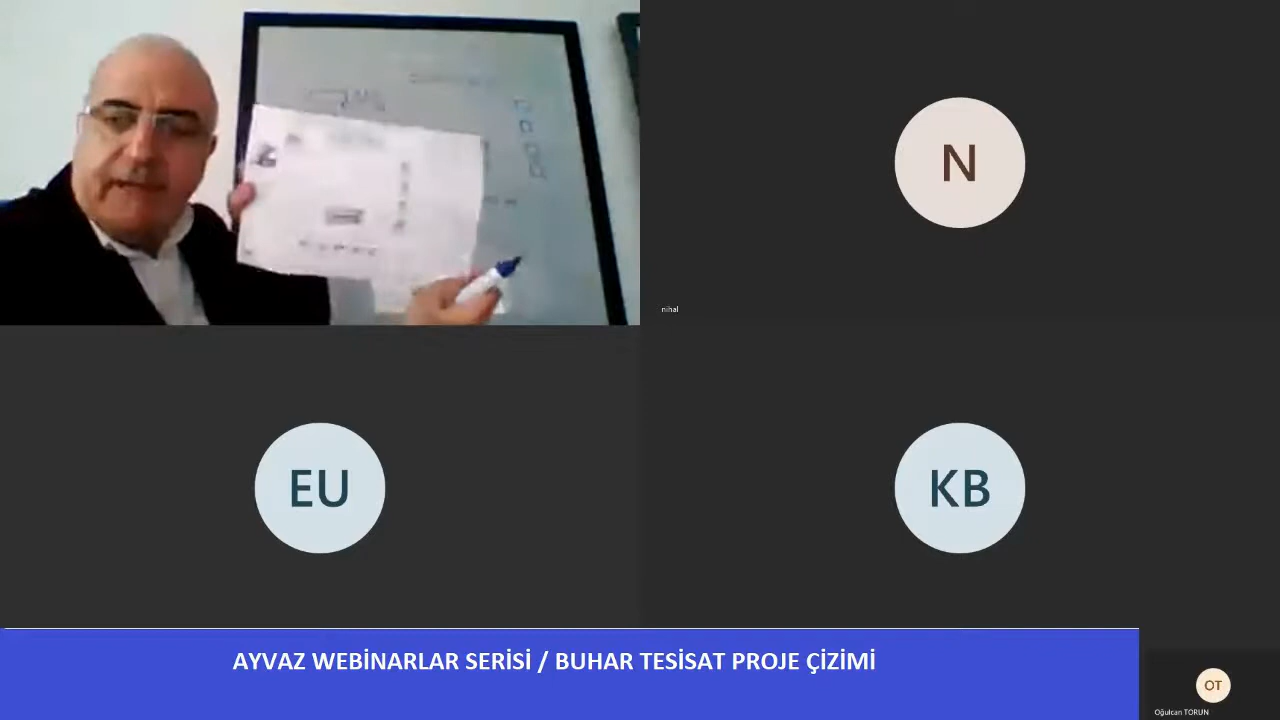 N
nihal
EU
KB
AYVAZ WEBİNARLAR SERİSİ / BUHAR TESİSAT PROJE ÇİZİMİ
OT
Oğulcan TORUN